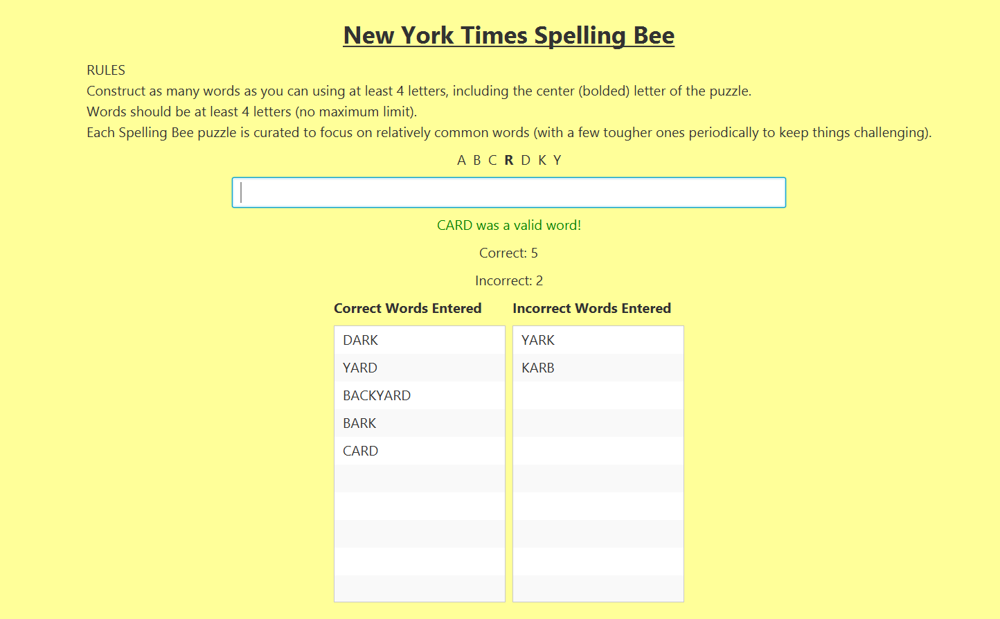 New York Times Spelling Bee
RULES
Construct as many words as you can using at least 4 letters, including the center (bolded) letter of the puzzle.
Words should be at least 4 letters (no maximum limit).
Each Spelling Bee puzzle is curated to focus on relatively common words (with a few tougher ones periodically to keep things challenging).
A B C R D K Y
CARD was a valid word!
Correct: 5
Incorrect: 2
Correct Words Entered Incorrect Words Entered
DARK YARK
YARD KARB
BACKYARD
BARK
CARD